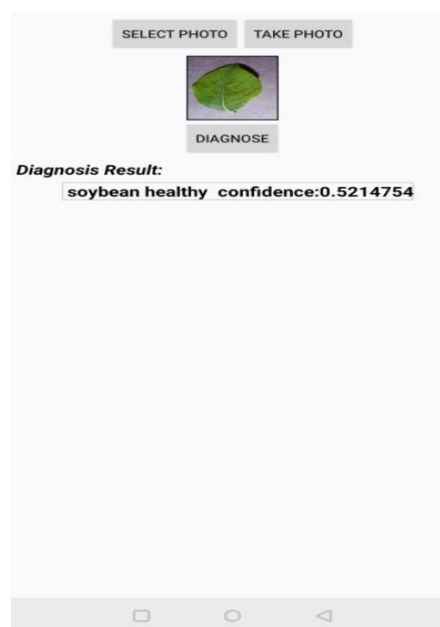 SELECT PHOTO TAKE PHOTO
DIAGNOSE
Diagnosis Result:
soybean healthy confidence:0.5214754